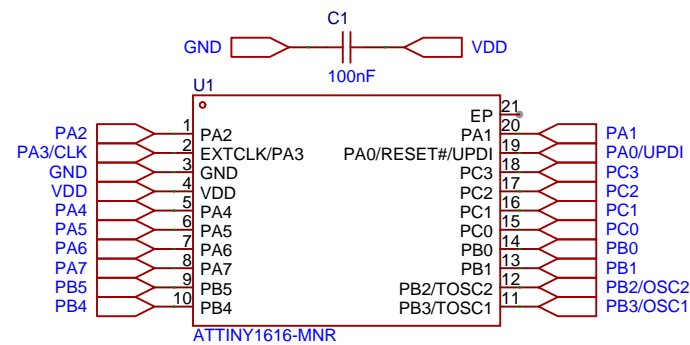 C1
GND VDD
100nF
U1
EP 21
PA2 1 PA2 PA1 20 PA1
PA3/CLK 2 EXTCLK/PA3 PA0/RESET#/UPDI 19 PA0/UPDI
GND 3 GND PC3 18 PC3
VDD 4 VDD PC2 17 PC2
PA4 5 PA4 PC1 16 PC1
PA5 6 PA5 PC0 15 PC0
PA6 7 PA6 PB0 14 PB0
PA7 8 PA7 PB1 13 PB1
PB5 9 PB5 PB2/TOSC2 12 PB2/OSC2
PB4 10 PB4 PB3/TOSC1 11 PB3/OSC1
ATTINY1616-MNR